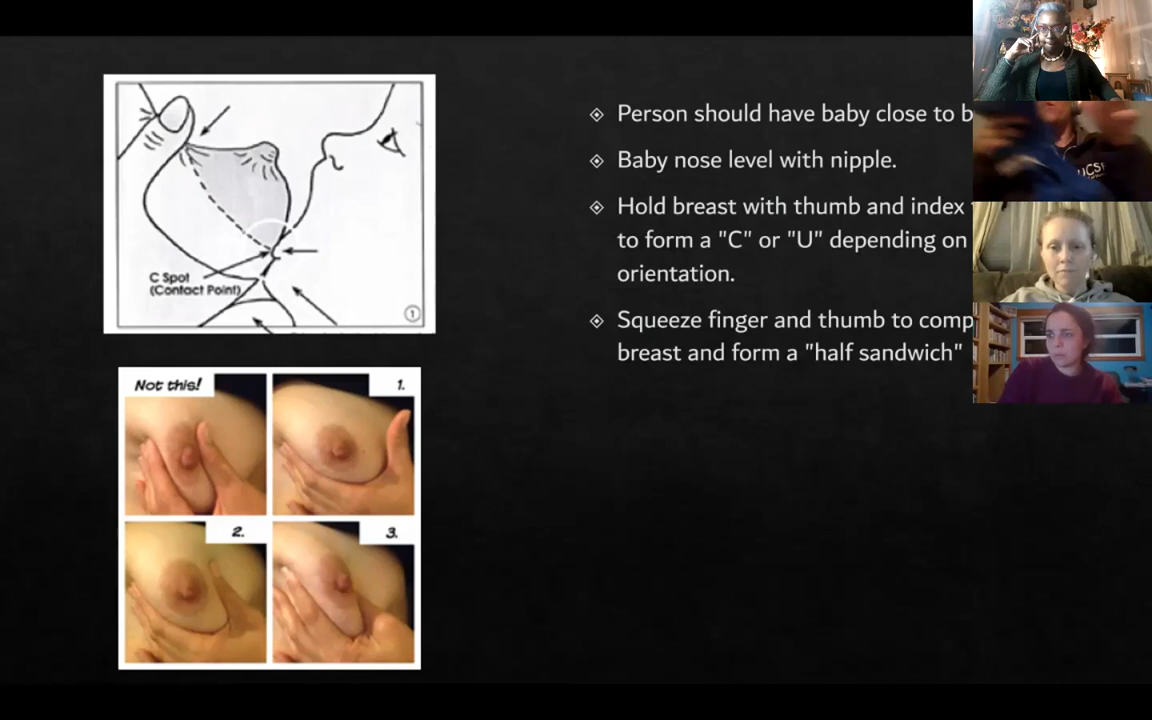 C Spot
(Contact Point)
1
Not this!
1.
2.
3.
Person should have baby close to
Baby nose level with nipple.
Hold breast with thumb and index
to form a "C" or "U" depending on
orientation.
Squeeze finger and thumb to comp
breast and form a "half sandwich"
UCSF